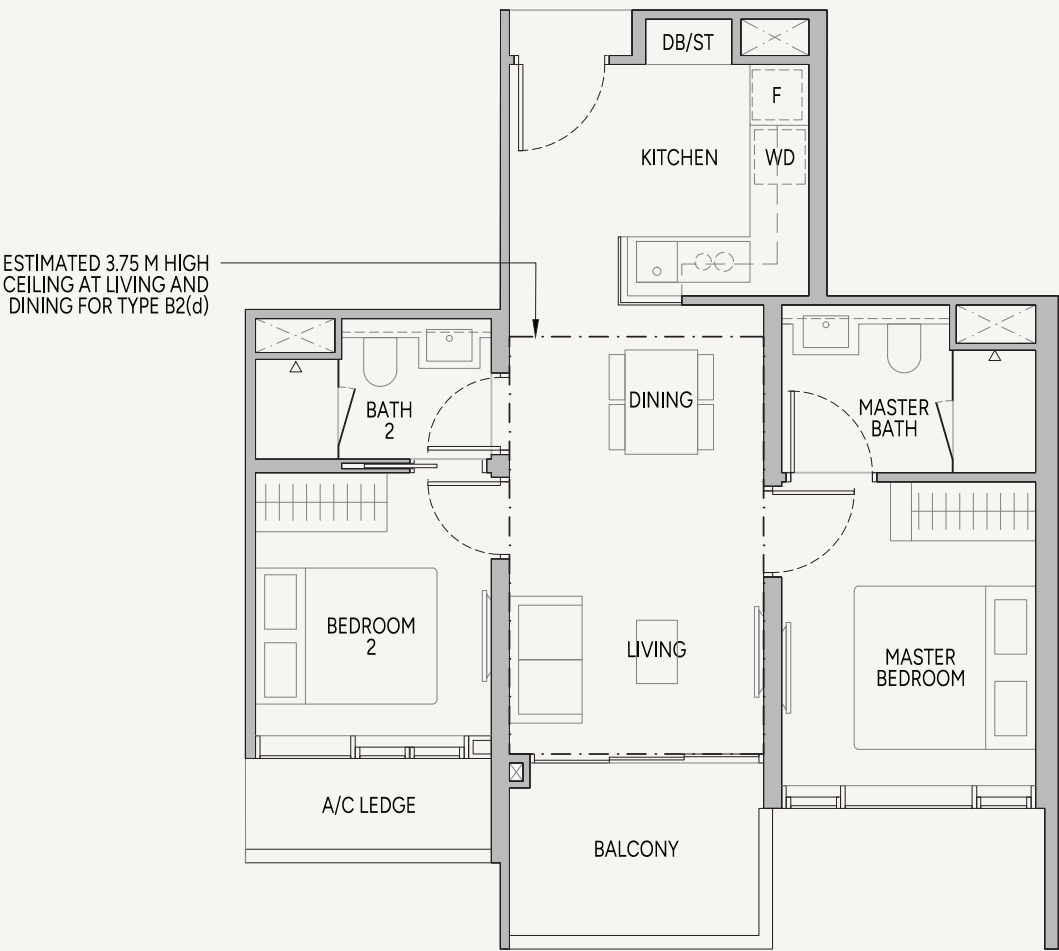 DB/ST
F
KITCHEN
WD
ESTIMATED 3.75 M HIGH
CEILING AT LIVING AND
DINING FOR TYPE B2(d)
BATH
2
DINING
MASTER
BATH
BEDROOM
2
LIVING
MASTER
BEDROOM
A/C LEDGE
BALCONY